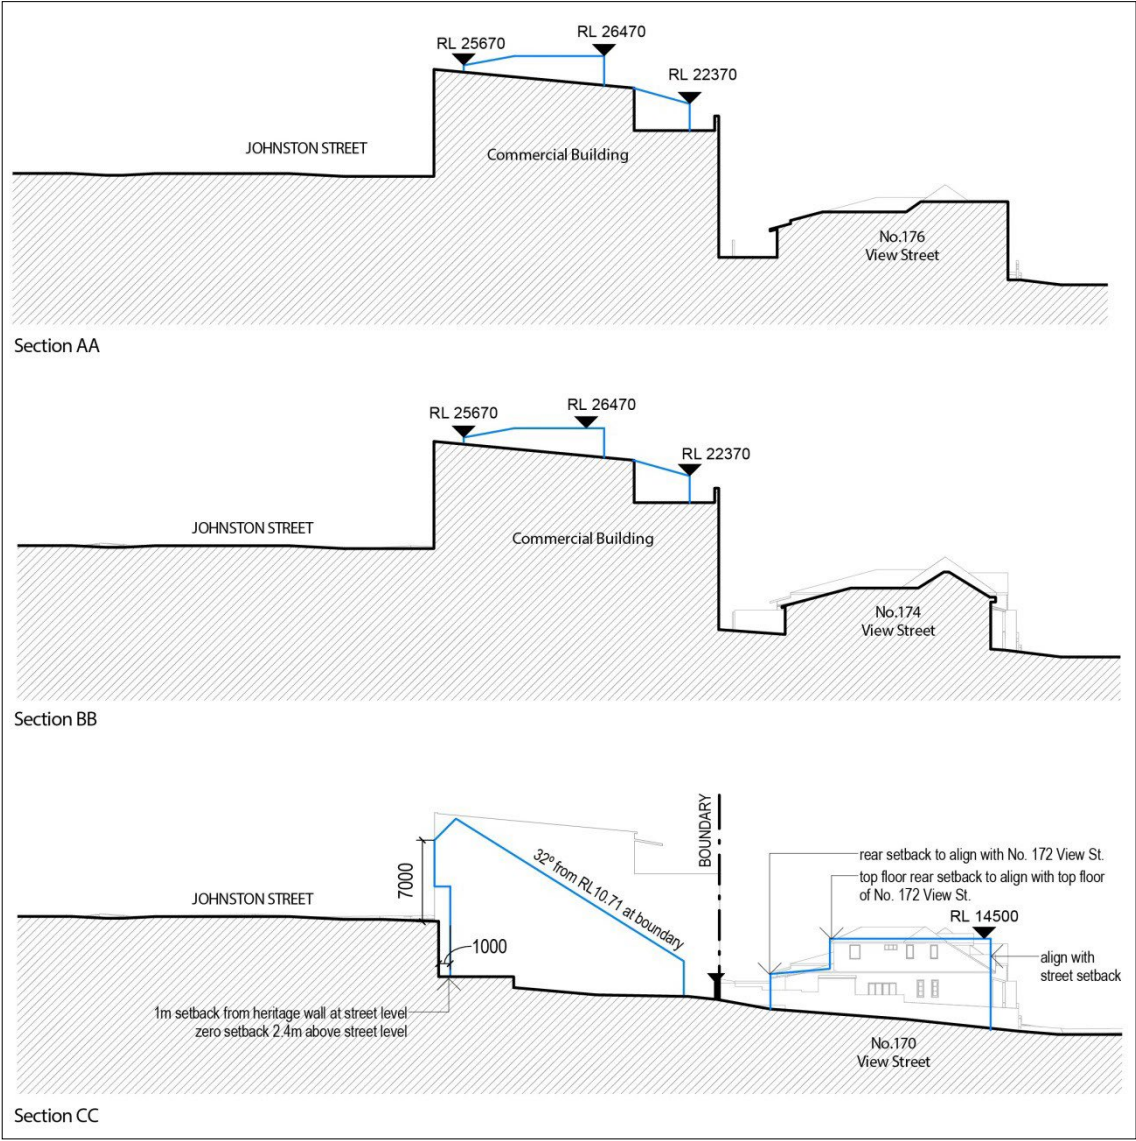 RL 25670
RL 26470
RL 22370
JOHNSTON STREET
Commercial Building
No.176
View Street
Section AA
RL 25670
RL 26470
RL 22370
JOHNSTON STREET
Commercial Building
No.174
View Street
Section BB
BOUNDARY
32º from RL10.71 at boundary
7000
JOHNSTON STREET
1000
rear setback to align with No. 172 View St.
top floor rear setback to align with top floor
of No. 172 View St.
RL 14500
align with
street setback
1m setback from heritage wall at street level
zero setback 2.4m above street level
No.170
View Street
Section CC